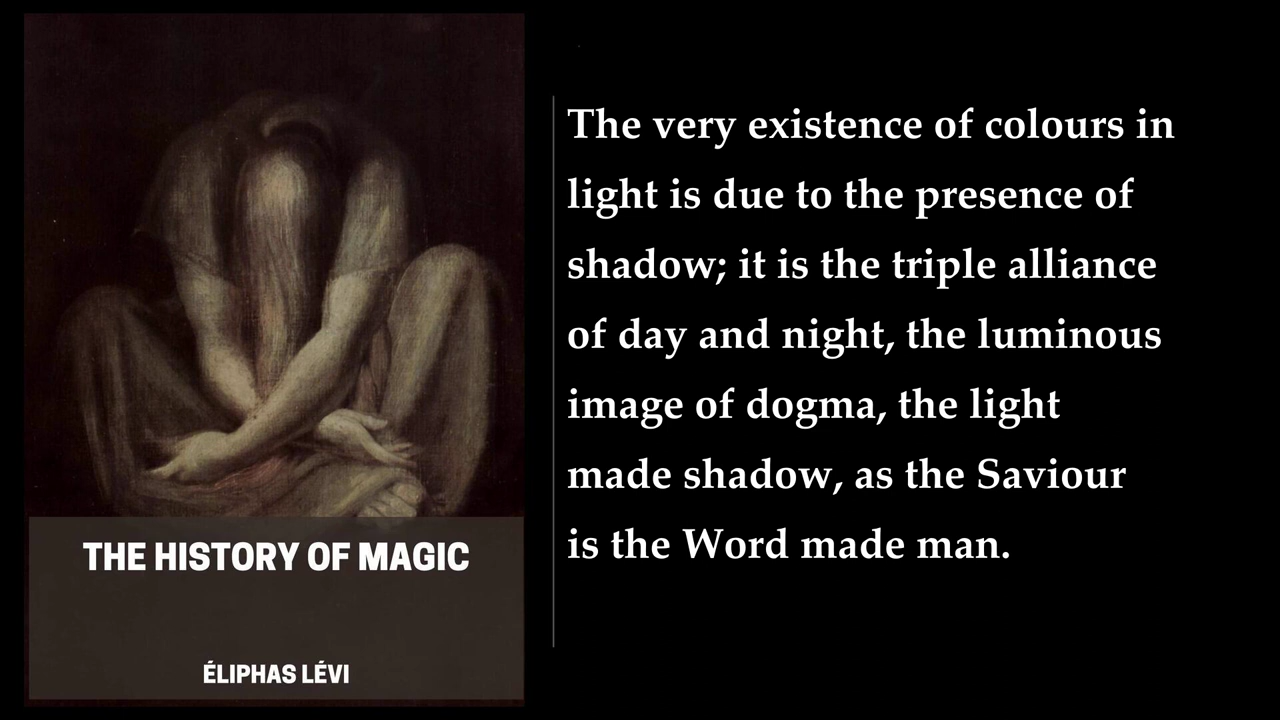 THE HISTORY OF MAGIC
ÉLIPHAS LÉVI
The very existence of colours in
light is due to the presence of
shadow; it is the triple alliance
of day and night, the luminous
image of dogma, the light
made shadow, as the Saviour
is the Word made man.